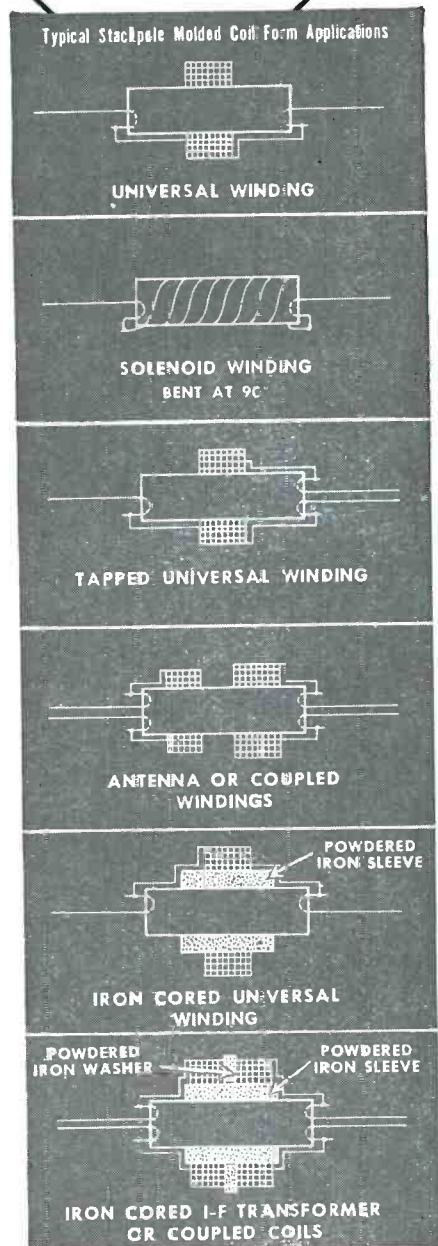 Typical Stackpole Molded Coil Form Applications
UNIVERSAL WINDING
SOLENOID WINDING
BENT AT 90°
TAPPED UNIVERSAL WINDING
ANTENNA OR COUPLED
WINDINGS
POWDERED
IRON SLEEVE
IRON CORED UNIVERSAL
WINDING
POWDERED
IRON WASHER
POWDERED
IRON SLEEVE
IRON CORED I-F TRANSFORMER
OR COUPLED COILS